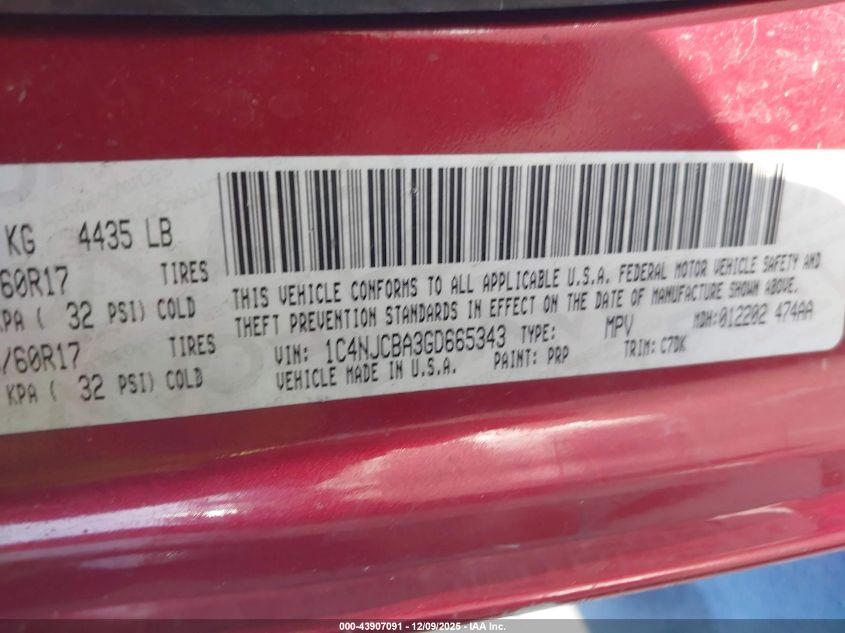 KG 4435 LB
60R17 TIRES
KPA ( 32 PSI) COLD
/60R17 TIRES
KPA ( 32 PSI) COLD
THIS VEHICLE CONFORMS TO ALL APPLICABLE U.S.A. FEDERAL MOTOR VEHICLE SAFETY AND
THEFT PREVENTION STANDARDS IN EFFECT ON THE DATE OF MANUFACTURE SHOWN ABOVE.
VIN: 1C4NJCBA3GD665343 TYPE: MPV MDH:012202 474AA
VEHICLE MADE IN U.S.A. PAINT: PRP TRIM: C7DK
000-43907091 - 12/09/2025 - IAA